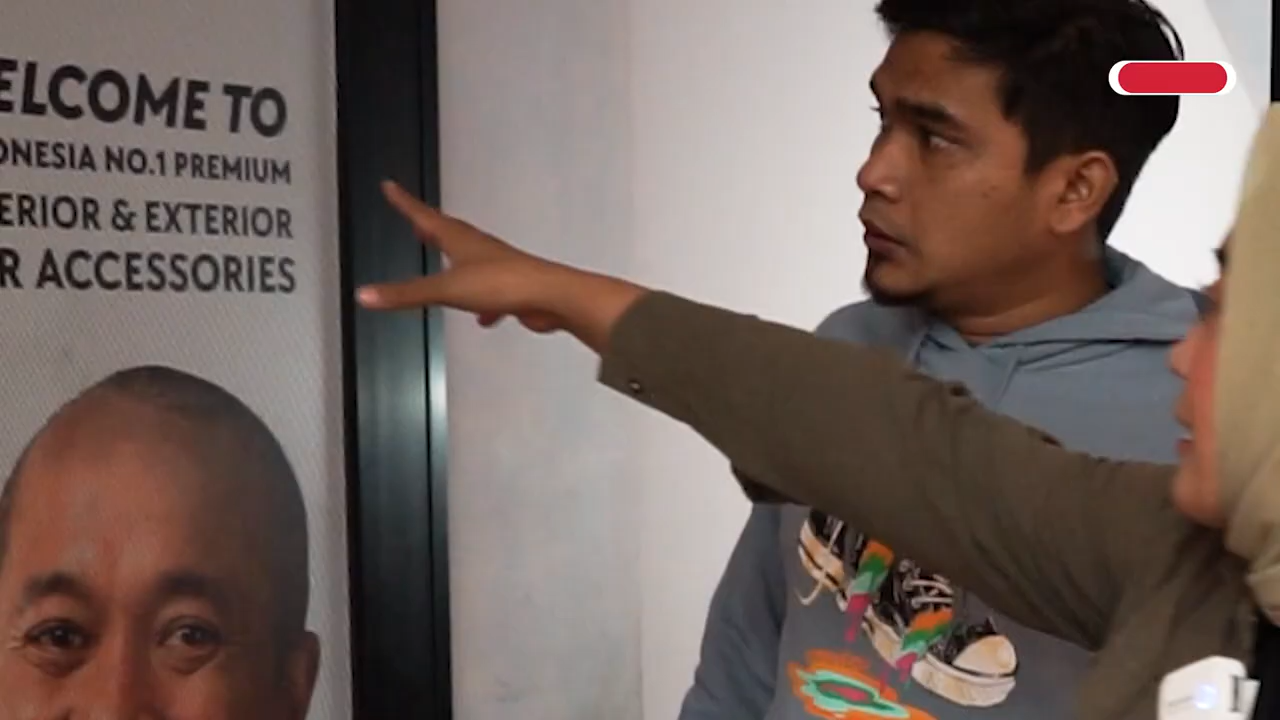 ELCOME TO
ONESIA NO.1 PREMIUM
ERIOR & EXTERIOR
R ACCESSORIES